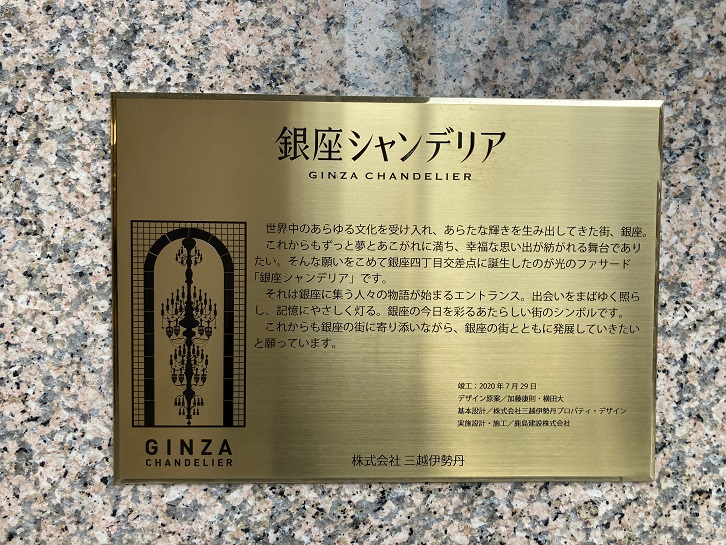 銀座シャンデリア
GINZA CHANDELIER
世界中のあらゆる文化を受け入れ、あらたな輝きを生み出してきた街、銀座。
これからもずっと夢とあこがれに満ち、幸福な思い出が紡がれる舞台であり
たい。そんな願いをこめて銀座四丁目交差点に誕生したのが光のファサード
「銀座シャンデリア」です。
それは銀座に集う人々の物語が始まるエントランス。出会いをまばゆく照ら
し、記憶にやさしく灯る。銀座の今日を彩るあたらしい街のシンボルです。
これからも銀座の街に寄り添いながら、銀座の街とともに発展していきたい
と願っています。
竣工：2020年7月29日
デザイン原案／加藤康則・横田大
基本設計／株式会社三越伊勢丹プロパティ・デザイン
実施設計・施工／鹿島建設株式会社
GINZA
CHANDELIER
株式会社 三越伊勢丹